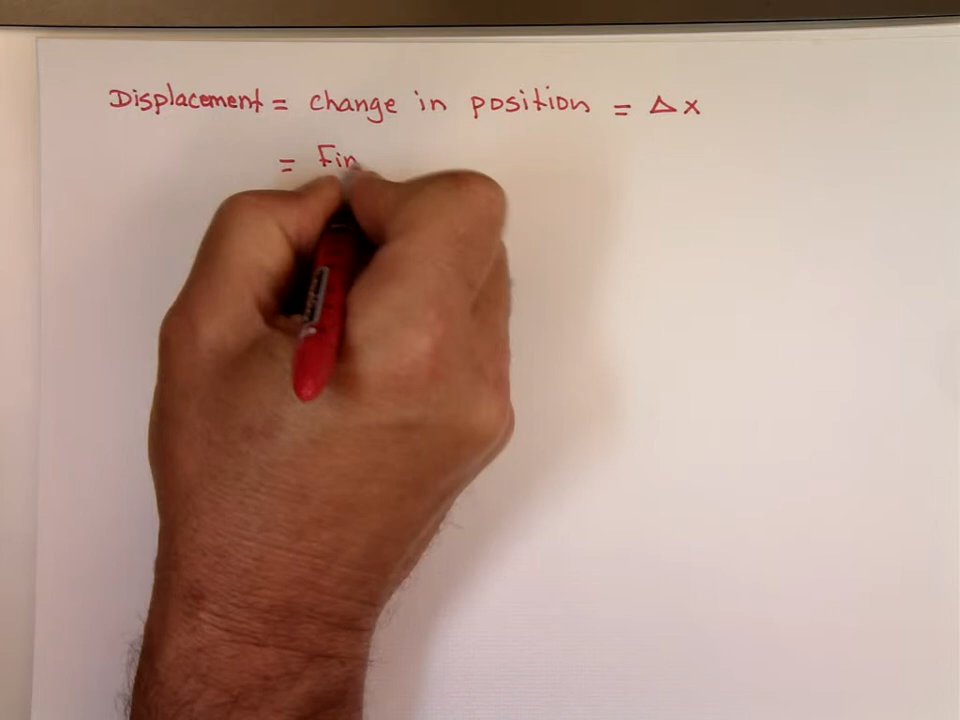 Displacement = change in position = Δx
= Fin